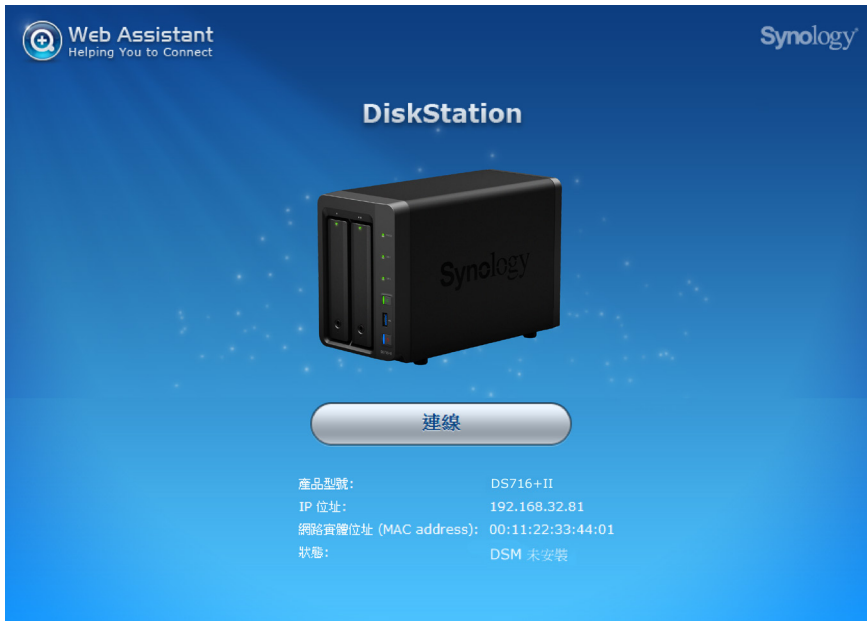 Web Assistant
Helping You to Connect
Synology
DiskStation
Synology
連線
產品型號: DS716+II
IP 位址: 192.168.32.81
網路實體位址 (MAC address): 00:11:22:33:44:01
狀態: DSM 未安裝